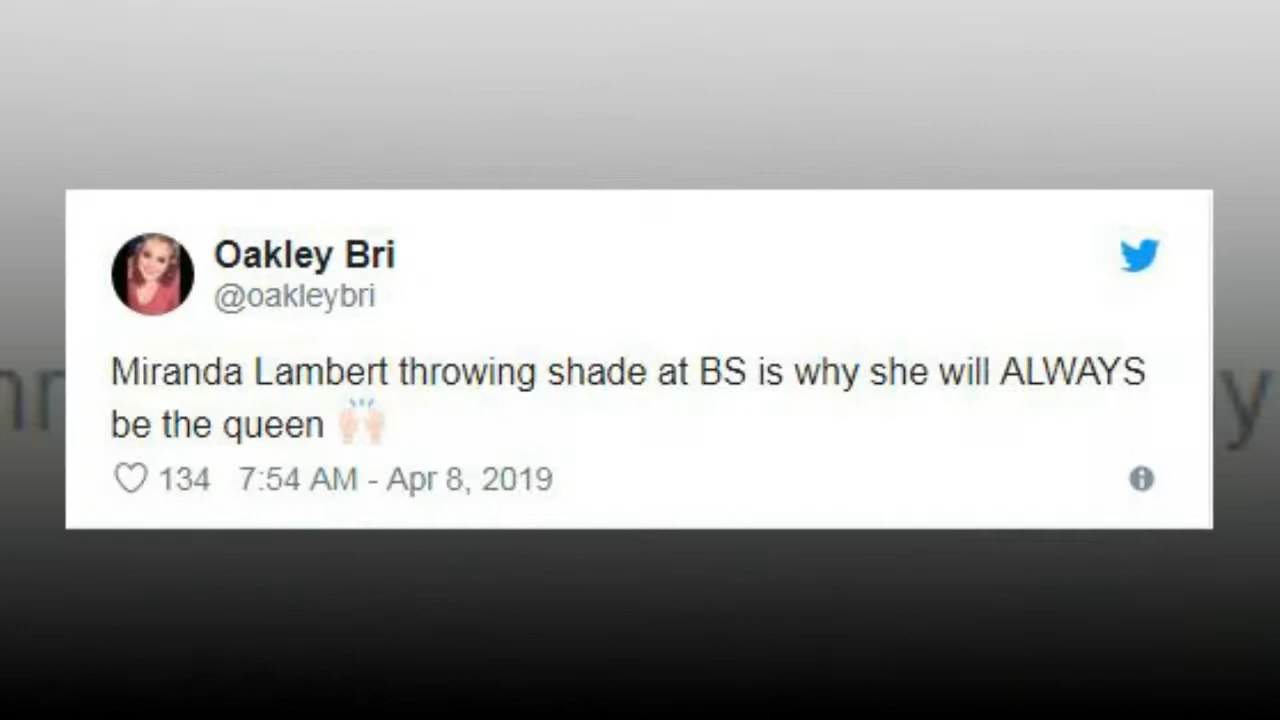 Oakley Bri
@oakleybri
Miranda Lambert throwing shade at BS is why she will ALWAYS
be the queen 🙌🏻
134 7:54 AM - Apr 8, 2019